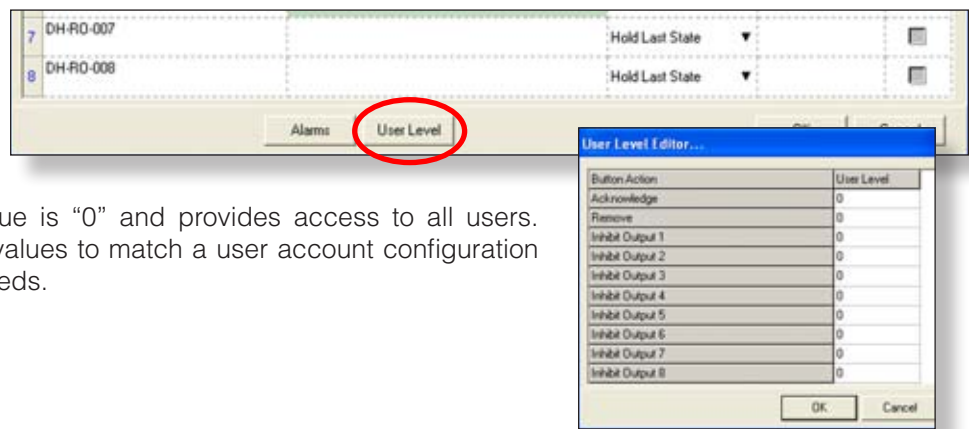 7 DH-RO-007 Hold Last State
8 DH-RO-008 Hold Last State
Alarms User Level
User Level Editor...
Button Action User Level
Acknowledge 0
Remove 0
Inhibit Output 1 0
Inhibit Output 2 0
Inhibit Output 3 0
Inhibit Output 4 0
Inhibit Output 5 0
Inhibit Output 6 0
Inhibit Output 7 0
Inhibit Output 8 0
OK Cancel
ue is “0” and provides access to all users.
values to match a user account configuration
eds.